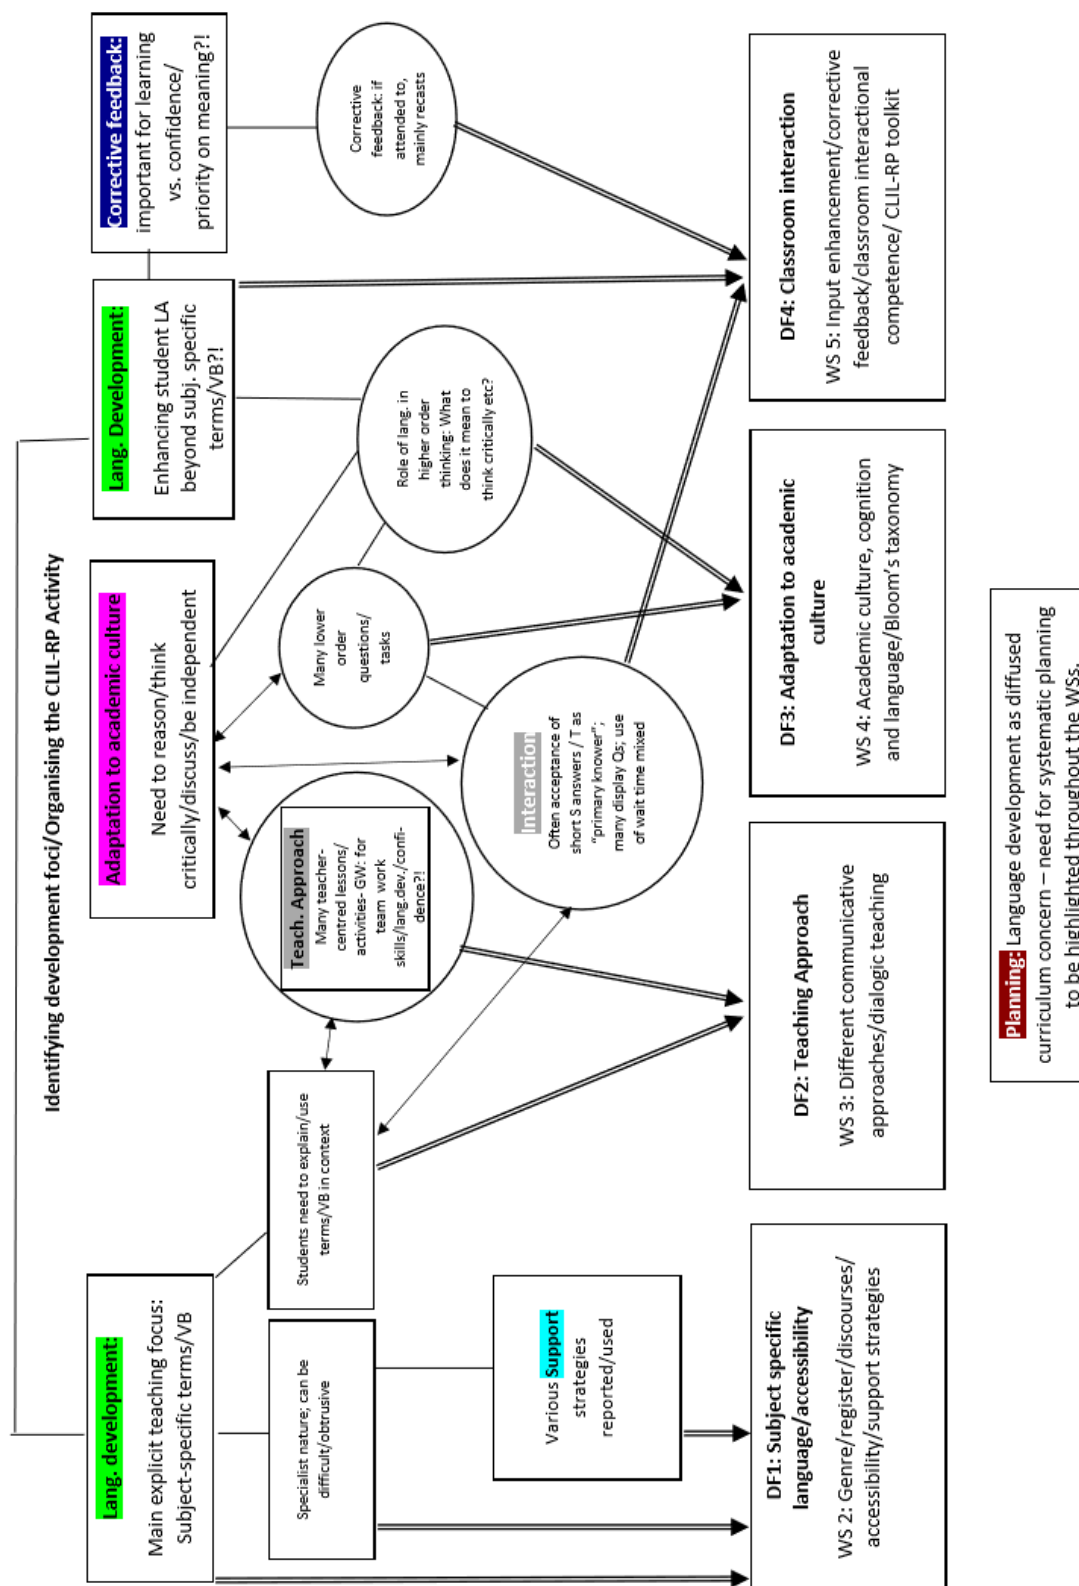 Identifying development foci/Organising the CLIL-RP Activity
Lang. development:
Main explicit teaching focus:
Subject-specific terms/VB
Adaptation to academic culture
Need to reason/think
critically/discuss/be independent
Lang. Development:
Enhancing student LA
beyond subj. specific
terms/VB?!
Corrective feedback:
important for learning
vs. confidence/
priority on meaning?!
Specialist nature; can be
difficult/obtrusive
Students need to explain/use
terms/VB in context
Teach. Approach
Many teacher-
centred lessons/
activities- GW: for
team work
skills/lang.dev./confi-
dence?!
Many lower
order
questions/
tasks
Role of lang. in
higher order
thinking: What
does it mean to
think critically etc?
Corrective
feedback: if
attended to,
mainly recasts
Various Support
strategies
reported/used
Interaction
Often acceptance of
short S answers / T as
“primary knower”;
many display Qs; use
of wait time mixed
DF1: Subject specific
language/accessibility
WS 2: Genre/register/discourses/
accessibility/support strategies
DF2: Teaching Approach
WS 3: Different communicative
approaches/dialogic teaching
DF3: Adaptation to academic
culture
WS 4: Academic culture, cognition
and language/Bloom’s taxonomy
DF4: Classroom interaction
WS 5: Input enhancement/corrective
feedback/classroom interactional
competence/ CLIL-RP toolkit
Planning: Language development as diffused
curriculum concern – need for systematic planning
to be highlighted throughout the WSs.